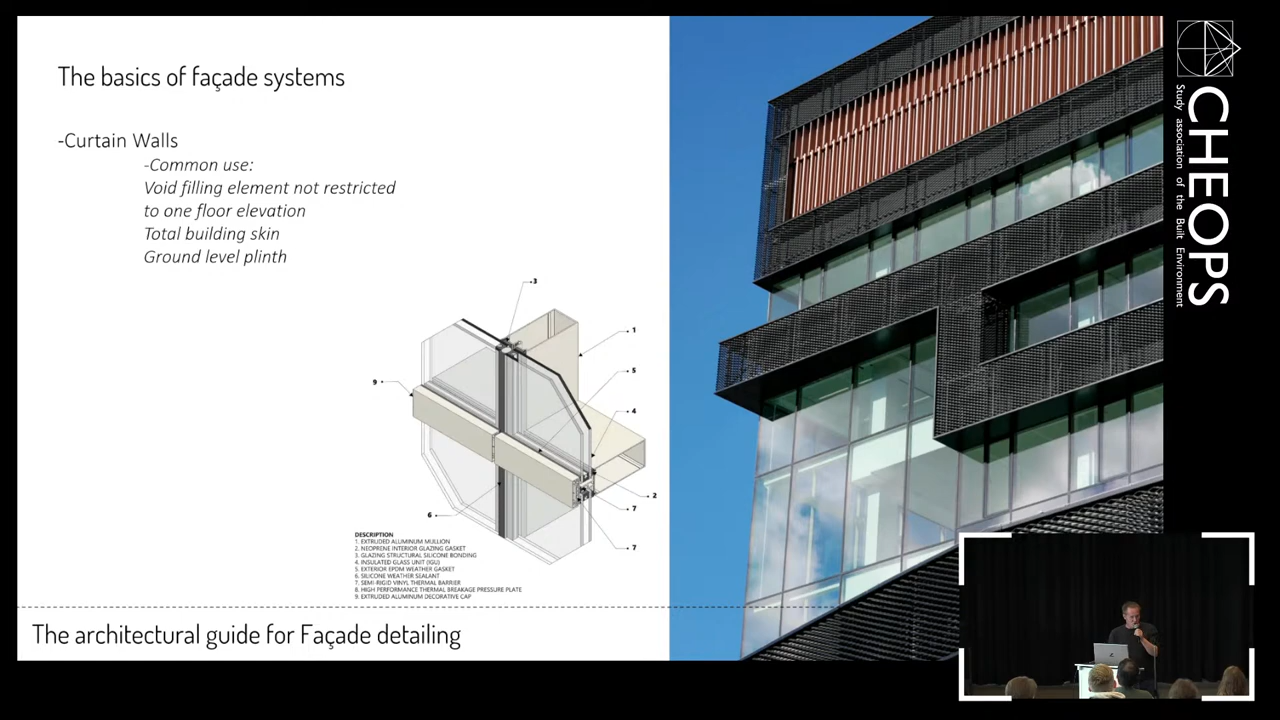 The basics of façade systems
-Curtain Walls
-Common use:
Void filling element not restricted
to one floor elevation
Total building skin
Ground level plinth
3
1
5
9
4
2
6
7
7
DESCRIPTION
1. EXTRUDED ALUMINUM MULLION
2. NEOPRENE INTERIOR GLAZING GASKET
3. GLAZING STRUCTURAL SILICONE BONDING
4. INSULATED GLASS UNIT (IGU)
5. EXTERIOR EPDM WEATHER GASKET
6. SILICONE WEATHER SEALANT
7. SEMI-RIGID VINYL THERMAL BARRIER
8. HIGH PERFORMANCE THERMAL BREAKAGE PRESSURE PLATE
9. EXTRUDED ALUMINUM DECORATIVE CAP
The architectural guide for Façade detailing
CHEOPS
Study association of the Built Environment